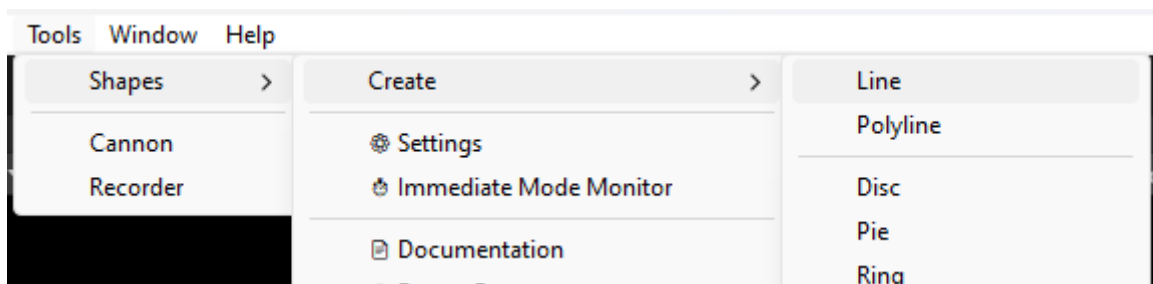 Tools Window Help
Shapes
Cannon
Recorder
Create
Settings
Immediate Mode Monitor
Documentation
Line
Polyline
Disc
Pie
Ring